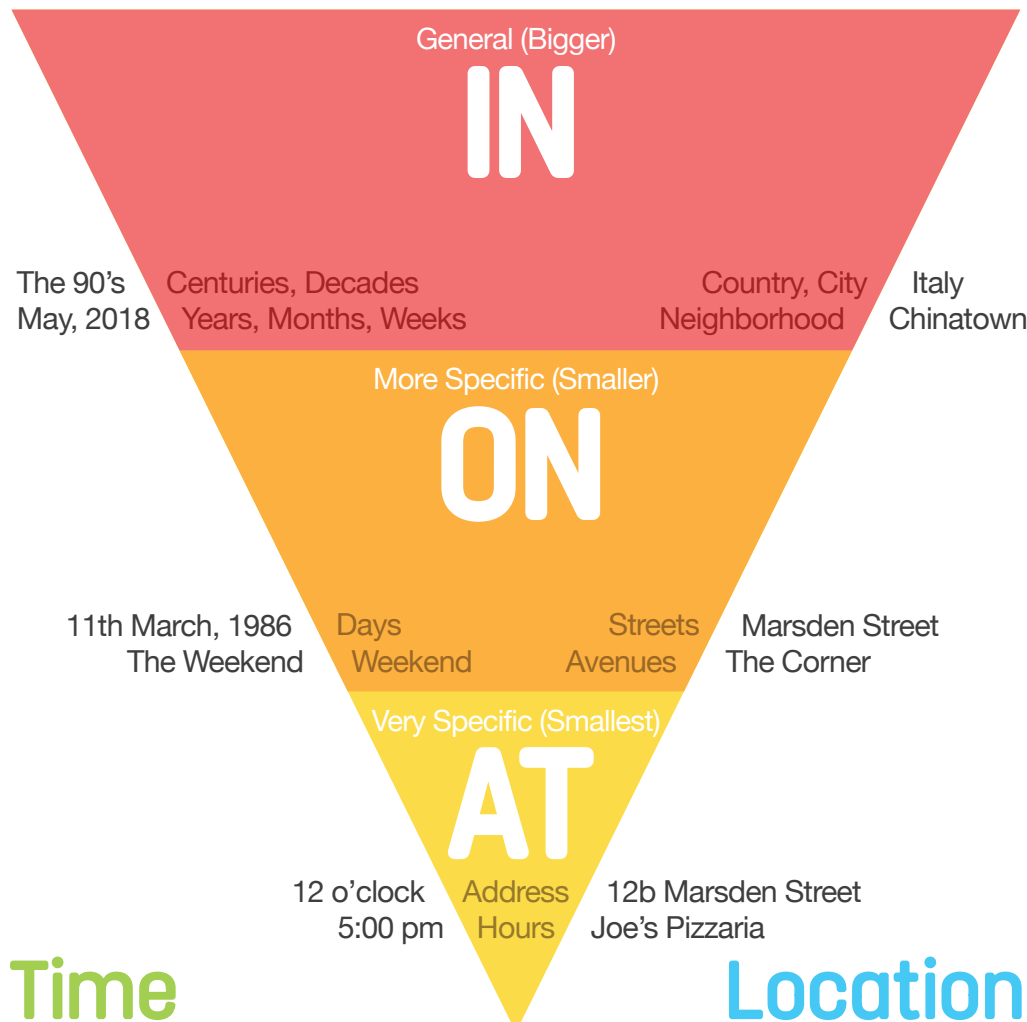 General (Bigger)
IN
The 90's Centuries, Decades Country, City Italy
May, 2018 Years, Months, Weeks Neighborhood Chinatown
More Specific (Smaller)
ON
11th March, 1986 Days Streets Marsden Street
The Weekend Weekend Avenues The Corner
Very Specific (Smallest)
AT
12 o'clock Address 12b Marsden Street
5:00 pm Hours Joe's Pizzaria
Time Location